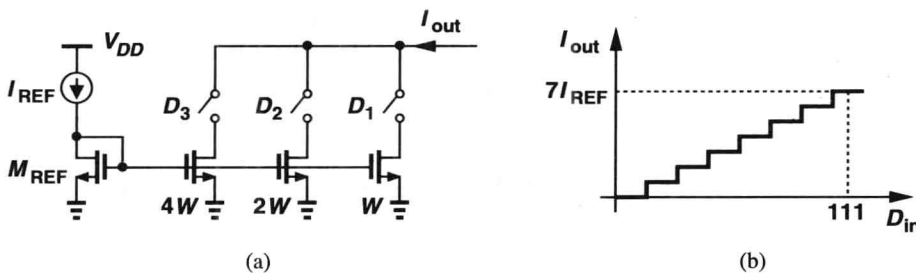 V_DD
I_REF
M_REF
D_3
D_2
D_1
I_out
4W
2W
W
(a)
I_out
7I_REF
111
D_in
(b)